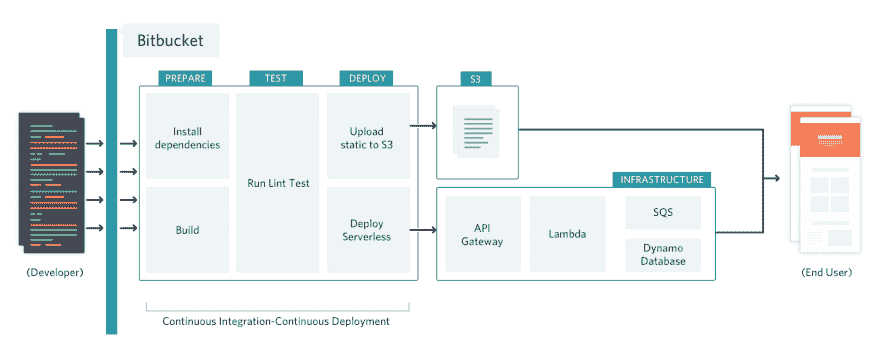 Bitbucket
PREPARE
TEST
DEPLOY
S3
Install
dependencies
Upload
static to S3
Run Lint Test
Build
Deploy
Serverless
INFRASTRUCTURE
API
Gateway
Lambda
SQS
Dynamo
Database
(Developer)
(End User)
Continuous Integration-Continuous Deployment